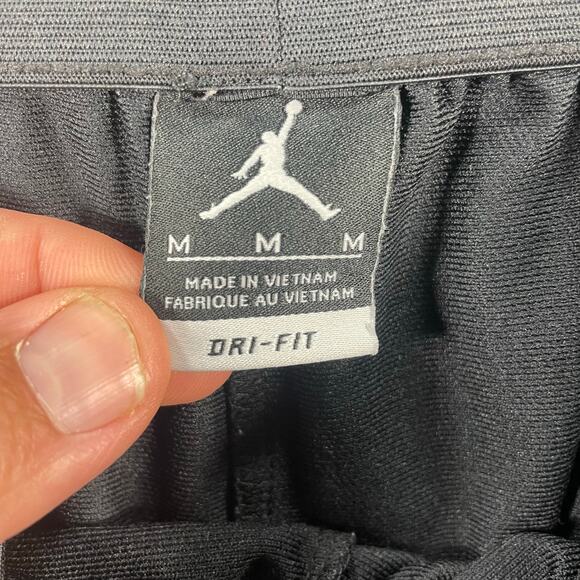 M M M
MADE IN VIETNAM
FABRIQUE AU VIETNAM
DRI-FIT